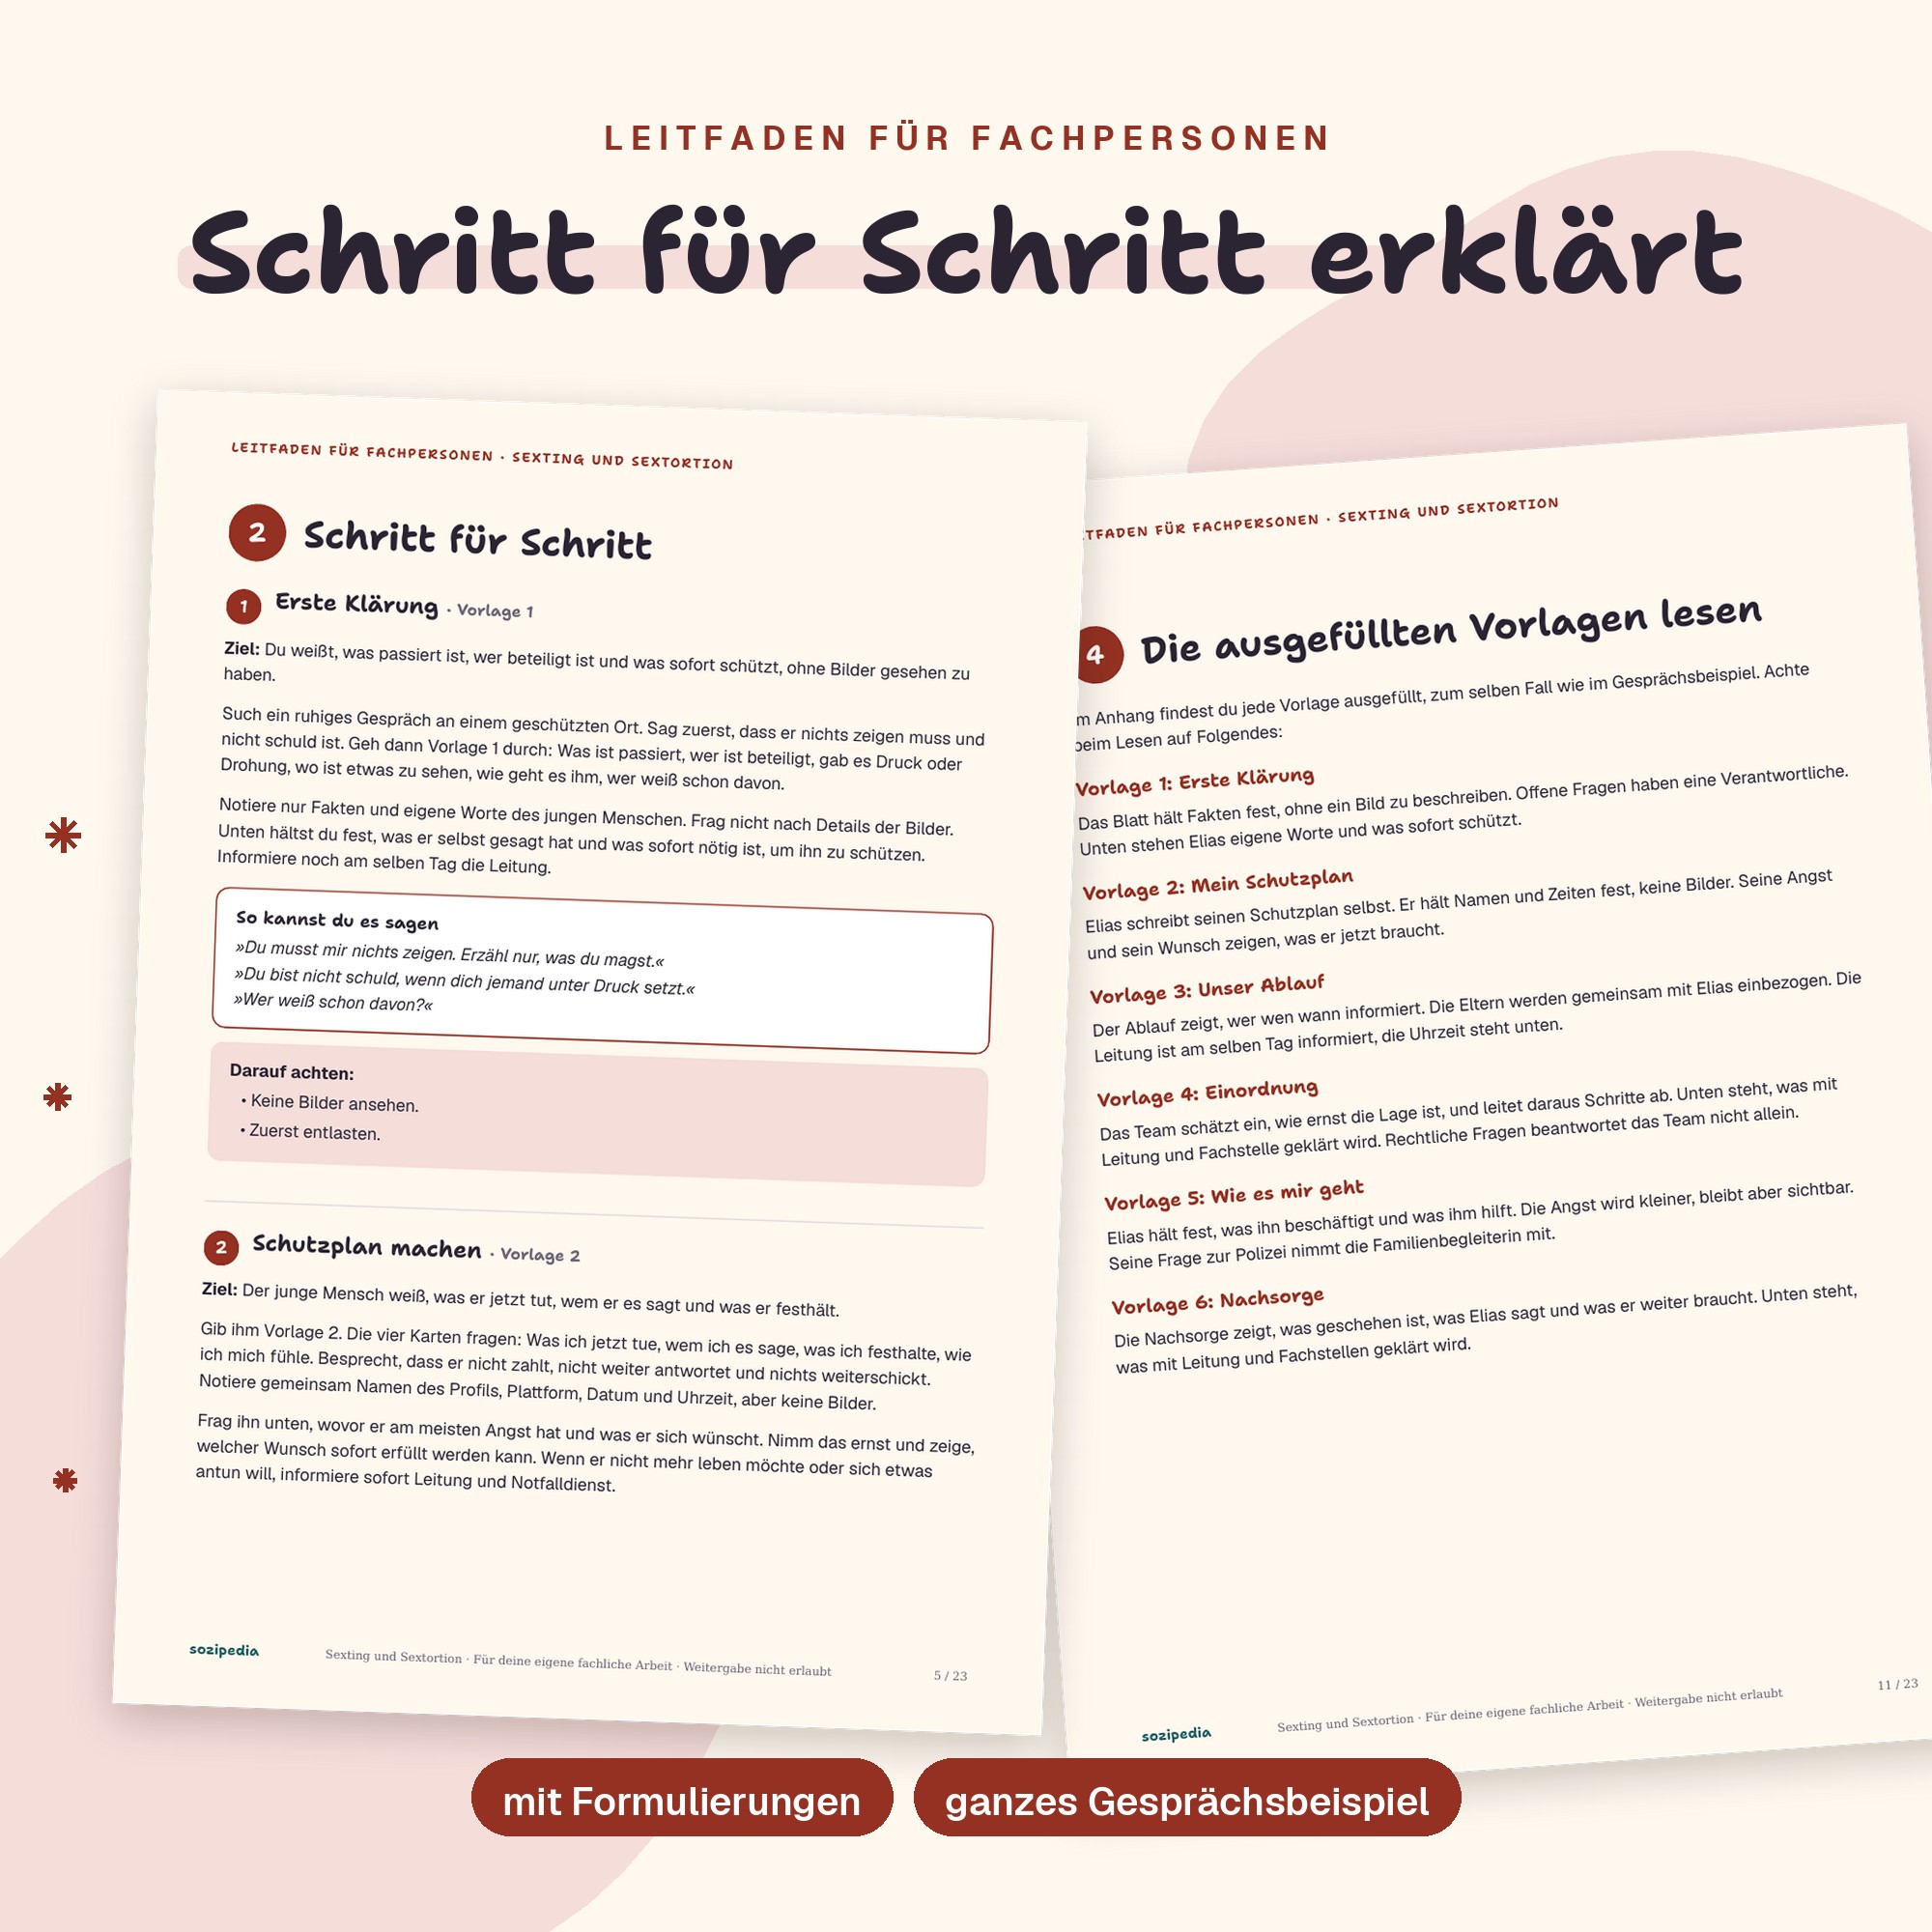 LEITFADEN FÜR FACHPERSONEN
Schritt für Schritt erklärt
LEITFADEN FÜR FACHPERSONEN · SEXTING UND SEXTORTION
2 Schritt für Schritt
1 Erste Klärung · Vorlage 1
Ziel: Du weißt, was passiert ist, wer beteiligt ist und was sofort schützt, ohne Bilder gesehen zu
haben.
Such ein ruhiges Gespräch an einem geschützten Ort. Sag zuerst, dass er nichts zeigen muss und
nicht schuld ist. Geh dann Vorlage 1 durch: Was ist passiert, wer ist beteiligt, gab es Druck oder
Drohung, wo ist etwas zu sehen, wie geht es ihm, wer weiß schon davon.
Notiere nur Fakten und eigene Worte des jungen Menschen. Frag nicht nach Details der Bilder.
Unten hältst du fest, was er selbst gesagt hat und was sofort nötig ist, um ihn zu schützen.
Informiere noch am selben Tag die Leitung.
So kannst du es sagen
»Du musst mir nichts zeigen. Erzähl nur, was du magst.«
»Du bist nicht schuld, wenn dich jemand unter Druck setzt.«
»Wer weiß schon davon?«
Darauf achten:
• Keine Bilder ansehen.
• Zuerst entlasten.
2 Schutzplan machen · Vorlage 2
Ziel: Der junge Mensch weiß, was er jetzt tut, wem er es sagt und was er festhält.
Gib ihm Vorlage 2. Die vier Karten fragen: Was ich jetzt tue, wem ich es sage, was ich festhalte, wie
ich mich fühle. Besprecht, dass er nicht zahlt, nicht weiter antwortet und nichts weiterschickt.
Notiere gemeinsam Namen des Profils, Plattform, Datum und Uhrzeit, aber keine Bilder.
Frag ihn unten, wovor er am meisten Angst hat und was er sich wünscht. Nimm das ernst und zeige,
welcher Wunsch sofort erfüllt werden kann. Wenn er nicht mehr leben möchte oder sich etwas
antun will, informiere sofort Leitung und Notfalldienst.
sozipedia Sexting und Sextortion · Für deine eigene fachliche Arbeit · Weitergabe nicht erlaubt 5 / 23
ITFADEN FÜR FACHPERSONEN · SEXTING UND SEXTORTION
4 Die ausgefüllten Vorlagen lesen
m Anhang findest du jede Vorlage ausgefüllt, zum selben Fall wie im Gesprächsbeispiel. Achte
beim Lesen auf Folgendes:
Vorlage 1: Erste Klärung
Das Blatt hält Fakten fest, ohne ein Bild zu beschreiben. Offene Fragen haben eine Verantwortliche.
Unten stehen Elias eigene Worte und was sofort schützt.
Vorlage 2: Mein Schutzplan
Elias schreibt seinen Schutzplan selbst. Er hält Namen und Zeiten fest, keine Bilder. Seine Angst
und sein Wunsch zeigen, was er jetzt braucht.
Vorlage 3: Unser Ablauf
Der Ablauf zeigt, wer wen wann informiert. Die Eltern werden gemeinsam mit Elias einbezogen. Die
Leitung ist am selben Tag informiert, die Uhrzeit steht unten.
Vorlage 4: Einordnung
Das Team schätzt ein, wie ernst die Lage ist, und leitet daraus Schritte ab. Unten steht, was mit
Leitung und Fachstelle geklärt wird. Rechtliche Fragen beantwortet das Team nicht allein.
Vorlage 5: Wie es mir geht
Elias hält fest, was ihn beschäftigt und was ihm hilft. Die Angst wird kleiner, bleibt aber sichtbar.
Seine Frage zur Polizei nimmt die Familienbegleiterin mit.
Vorlage 6: Nachsorge
Die Nachsorge zeigt, was geschehen ist, was Elias sagt und was er weiter braucht. Unten steht,
was mit Leitung und Fachstellen geklärt wird.
sozipedia Sexting und Sextortion · Für deine eigene fachliche Arbeit · Weitergabe nicht erlaubt 11 / 23
mit Formulierungen
ganzes Gesprächsbeispiel